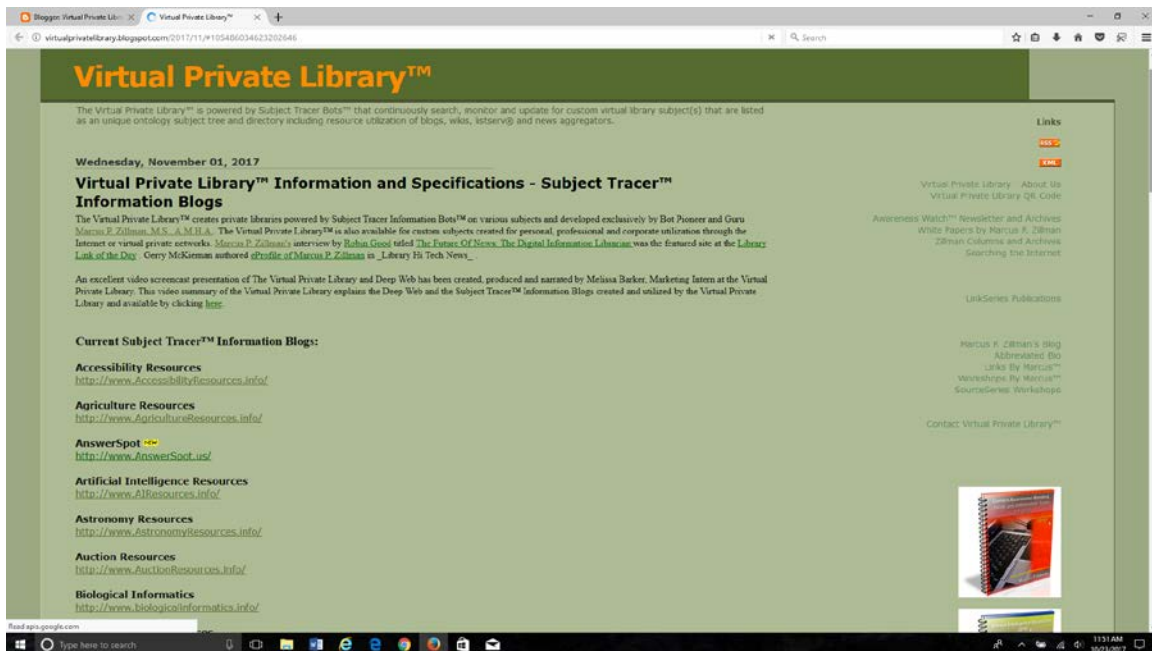 Blogger: Virtual Private Libr
Virtual Private Library™
virtualprivatelibrary.blogspot.com/2017/11/#105486034623202646
Search
Virtual Private Library™
The Virtual Private Library™ is powered by Subject Tracer Bots™ that continuously search, monitor and update for custom virtual library subject(s) that are listed
as an unique ontology subject tree and directory including resource utilization of blogs, wikis, listserv® and news aggregators.
Wednesday, November 01, 2017
Virtual Private Library™ Information and Specifications - Subject Tracer™
Information Blogs
The Virtual Private Library™ creates private libraries powered by Subject Tracer Information Bots™ on various subjects and developed exclusively by Bot Pioneer and Guru
Marcus P. Zillman, M.S., A.M.H.A.. The Virtual Private Library™ is also available for custom subjects created for personal, professional and corporate utilization through the
Internet or virtual private networks. Marcus P. Zillman's interview by Robin Good titled The Future Of News: The Digital Information Librarian was the featured site at the Library
Link of the Day . Gerry McKiernan authored eProfile of Marcus P. Zillman in _Library Hi Tech News_ .
An excellent video screencast presentation of The Virtual Private Library and Deep Web has been created, produced and narrated by Melissa Barker, Marketing Intern at the Virtual
Private Library. This video summary of the Virtual Private Library explains the Deep Web and the Subject Tracer™ Information Blogs created and utilized by the Virtual Private
Library and available by clicking here.
Current Subject Tracer™ Information Blogs:
Accessibility Resources
http://www.AccessibilityResources.info/
Agriculture Resources
http://www.AgricultureResources.info/
AnswerSpot NEW
http://www.AnswerSpot.us/
Artificial Intelligence Resources
http://www.AIResources.info/
Astronomy Resources
http://www.AstronomyResources.info/
Auction Resources
http://www.AuctionResources.info/
Biological Informatics
http://www.biologicalinformatics.info/
Links
RSS
XML
Virtual Private Library About Us
Virtual Private Library QR Code
Awareness Watch™ Newsletter and Archives
White Papers by Marcus P. Zillman
Zillman Columns and Archives
Searching the Internet
LinkSeries Publications
Marcus P. Zillman's Blog
Abbreviated Bio
Links By Marcus™
Workshops By Marcus™
SourceSeries Workshops
Contact Virtual Private Library™
Read apis.google.com
Type here to search
11:51 AM
10/23/2017